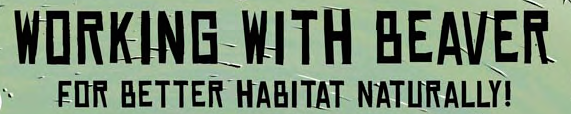 WORKING WITH BEAVER
FOR BETTER HABITAT NATURALLY!